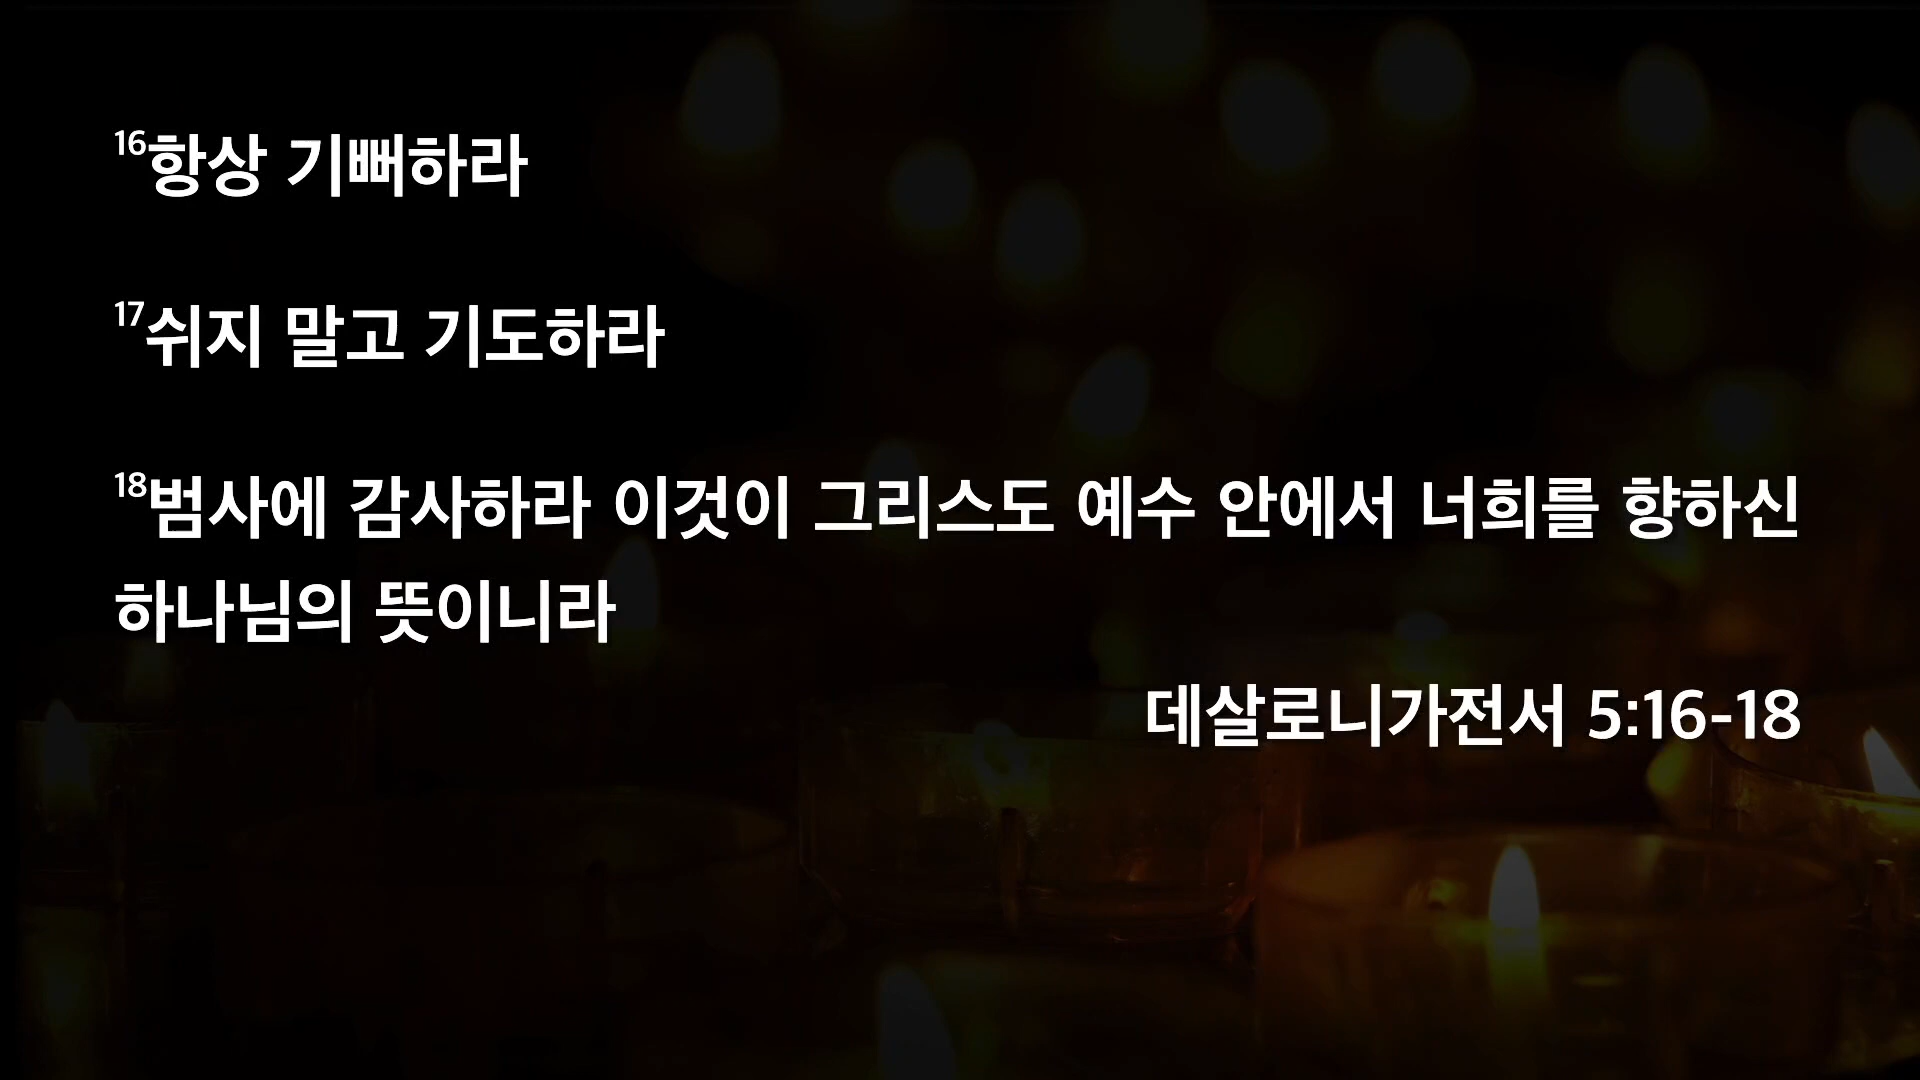 16항상 기뻐하라
17쉬지 말고 기도하라
18범사에 감사하라 이것이 그리스도 예수 안에서 너희를 향하신
하나님의 뜻이니라
데살로니가전서 5:16-18